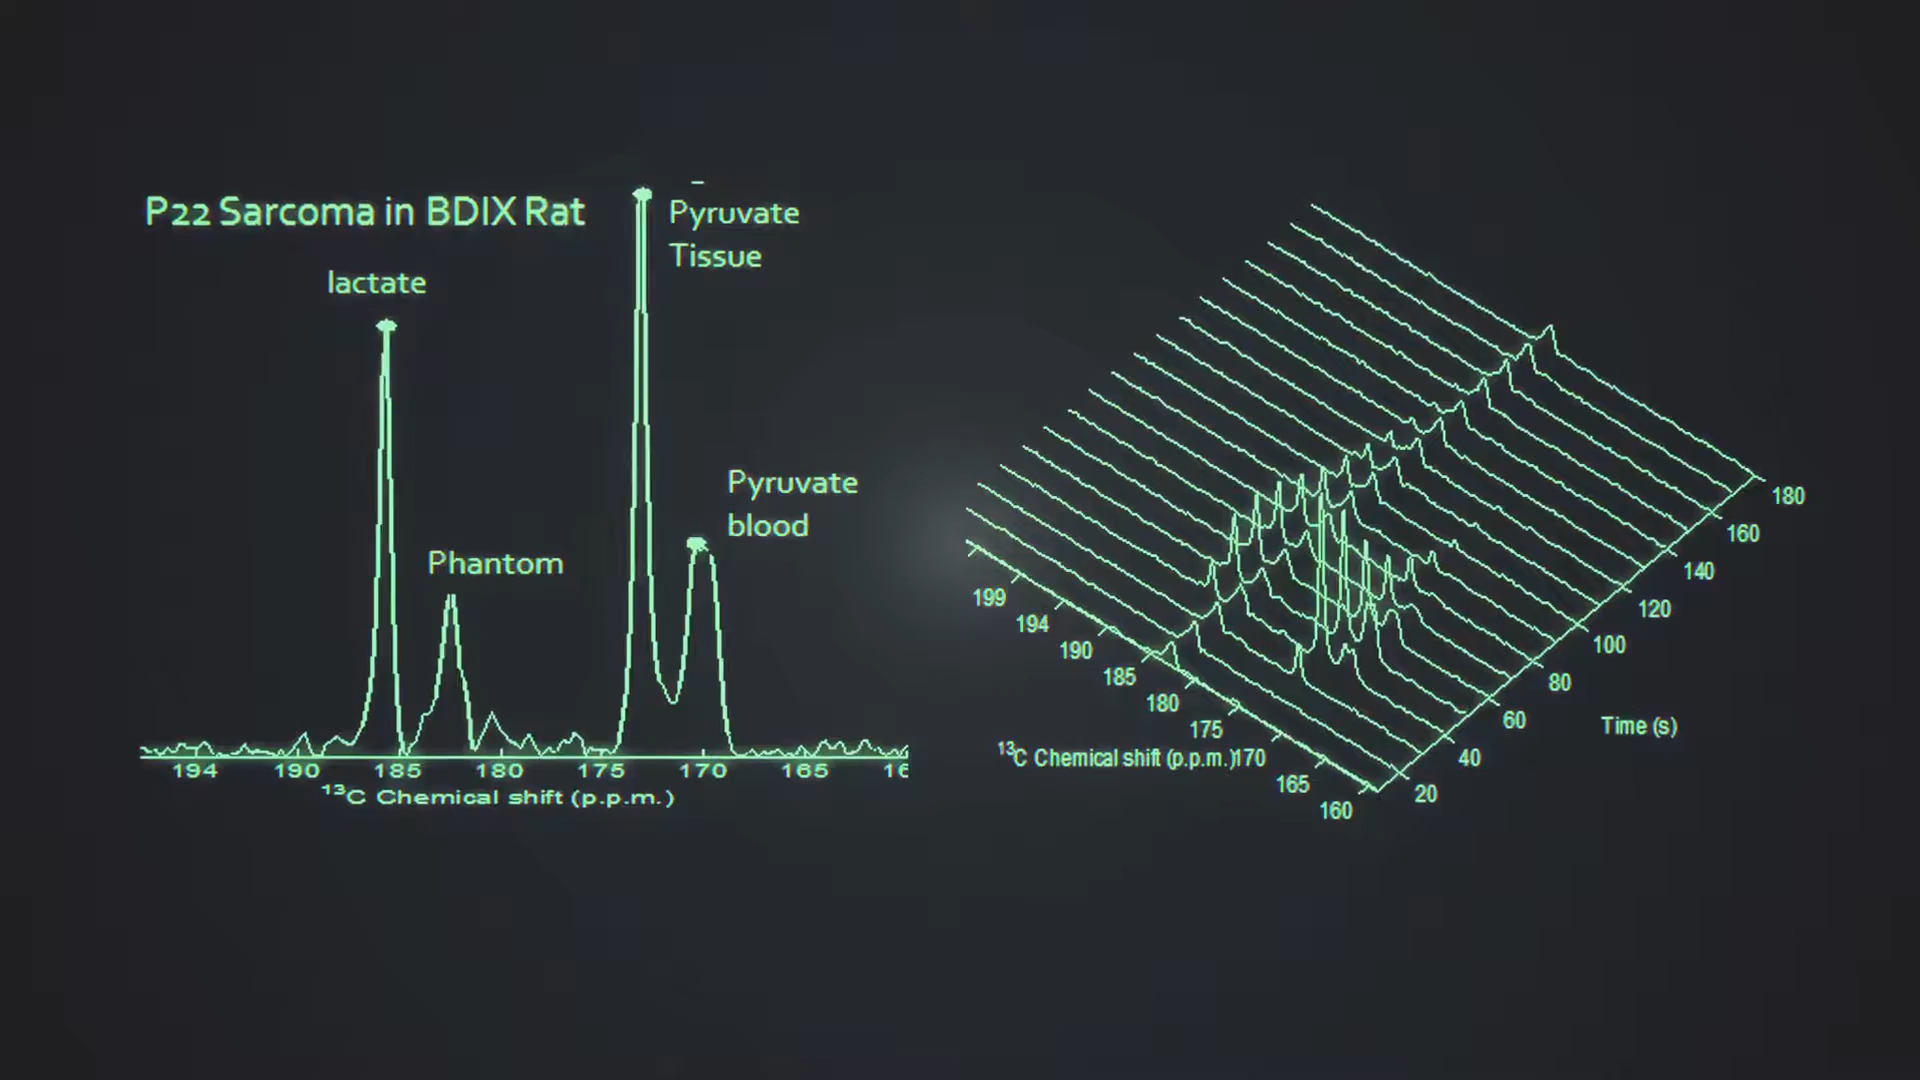 P22 Sarcoma in BDIX Rat
lactate
Pyruvate
Tissue
Pyruvate
blood
Phantom
194 190 185 180 175 170 165
¹³C Chemical shift (p.p.m.)
199
194
190
185
180
175
170
165
160
¹³C Chemical shift (p.p.m.)
20
40
60
80
100
120
140
160
180
Time (s)